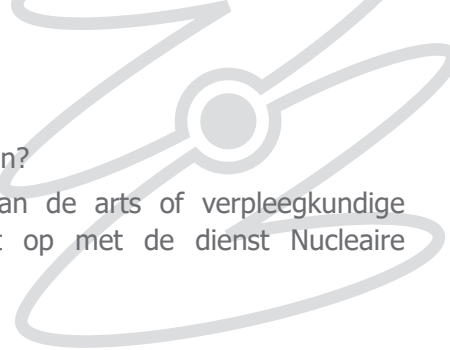 n?
an de arts of verpleegkundige
t op met de dienst Nucleaire